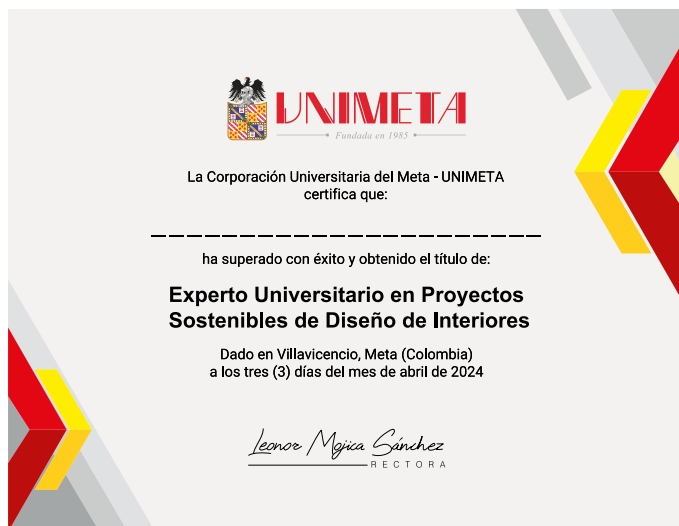 UNIMETA
Fundada en 1985
La Corporación Universitaria del Meta - UNIMETA
certifica que:
ha superado con éxito y obtenido el título de:
Experto Universitario en Proyectos
Sostenibles de Diseño de Interiores
Dado en Villavicencio, Meta (Colombia)
a los tres (3) días del mes de abril de 2024
Leonor Mojica Sánchez
RECTORA